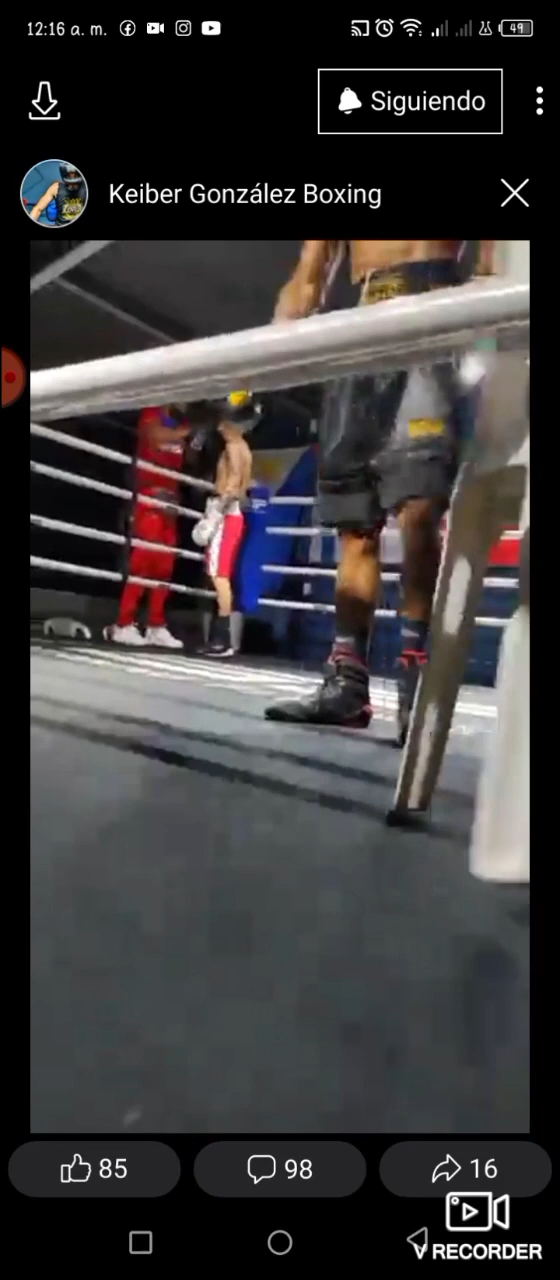 12:16 a. m.
49
Siguiendo
Keiber González Boxing
85
98
16
V RECORDER